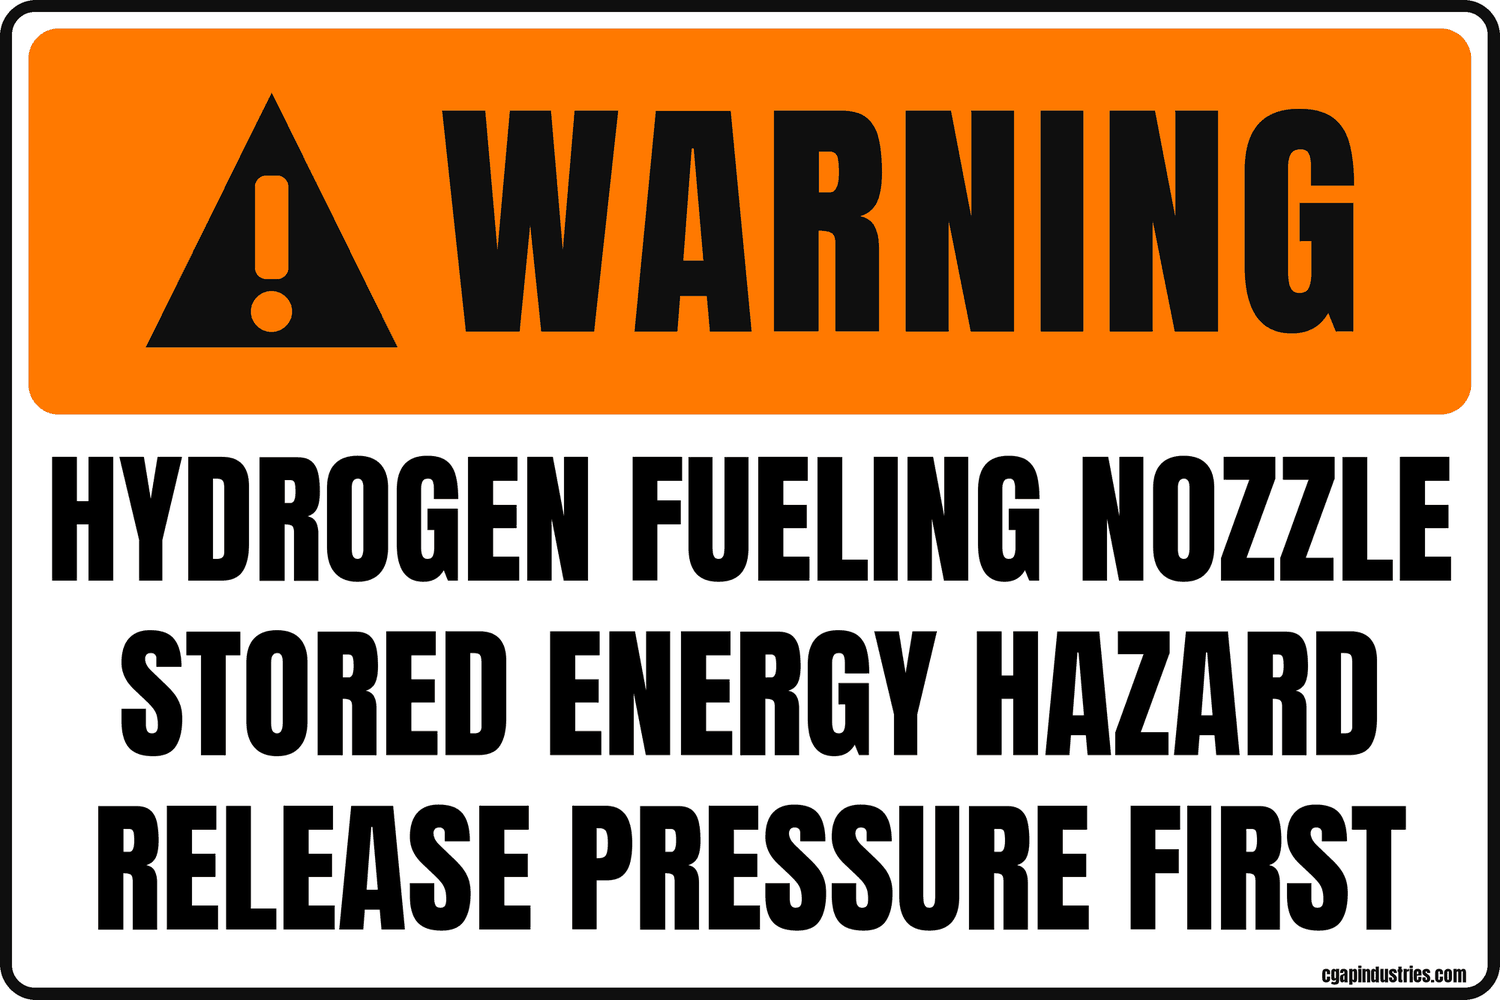 WARNING
HYDROGEN FUELING NOZZLE
STORED ENERGY HAZARD
RELEASE PRESSURE FIRST
cgapindustries.com